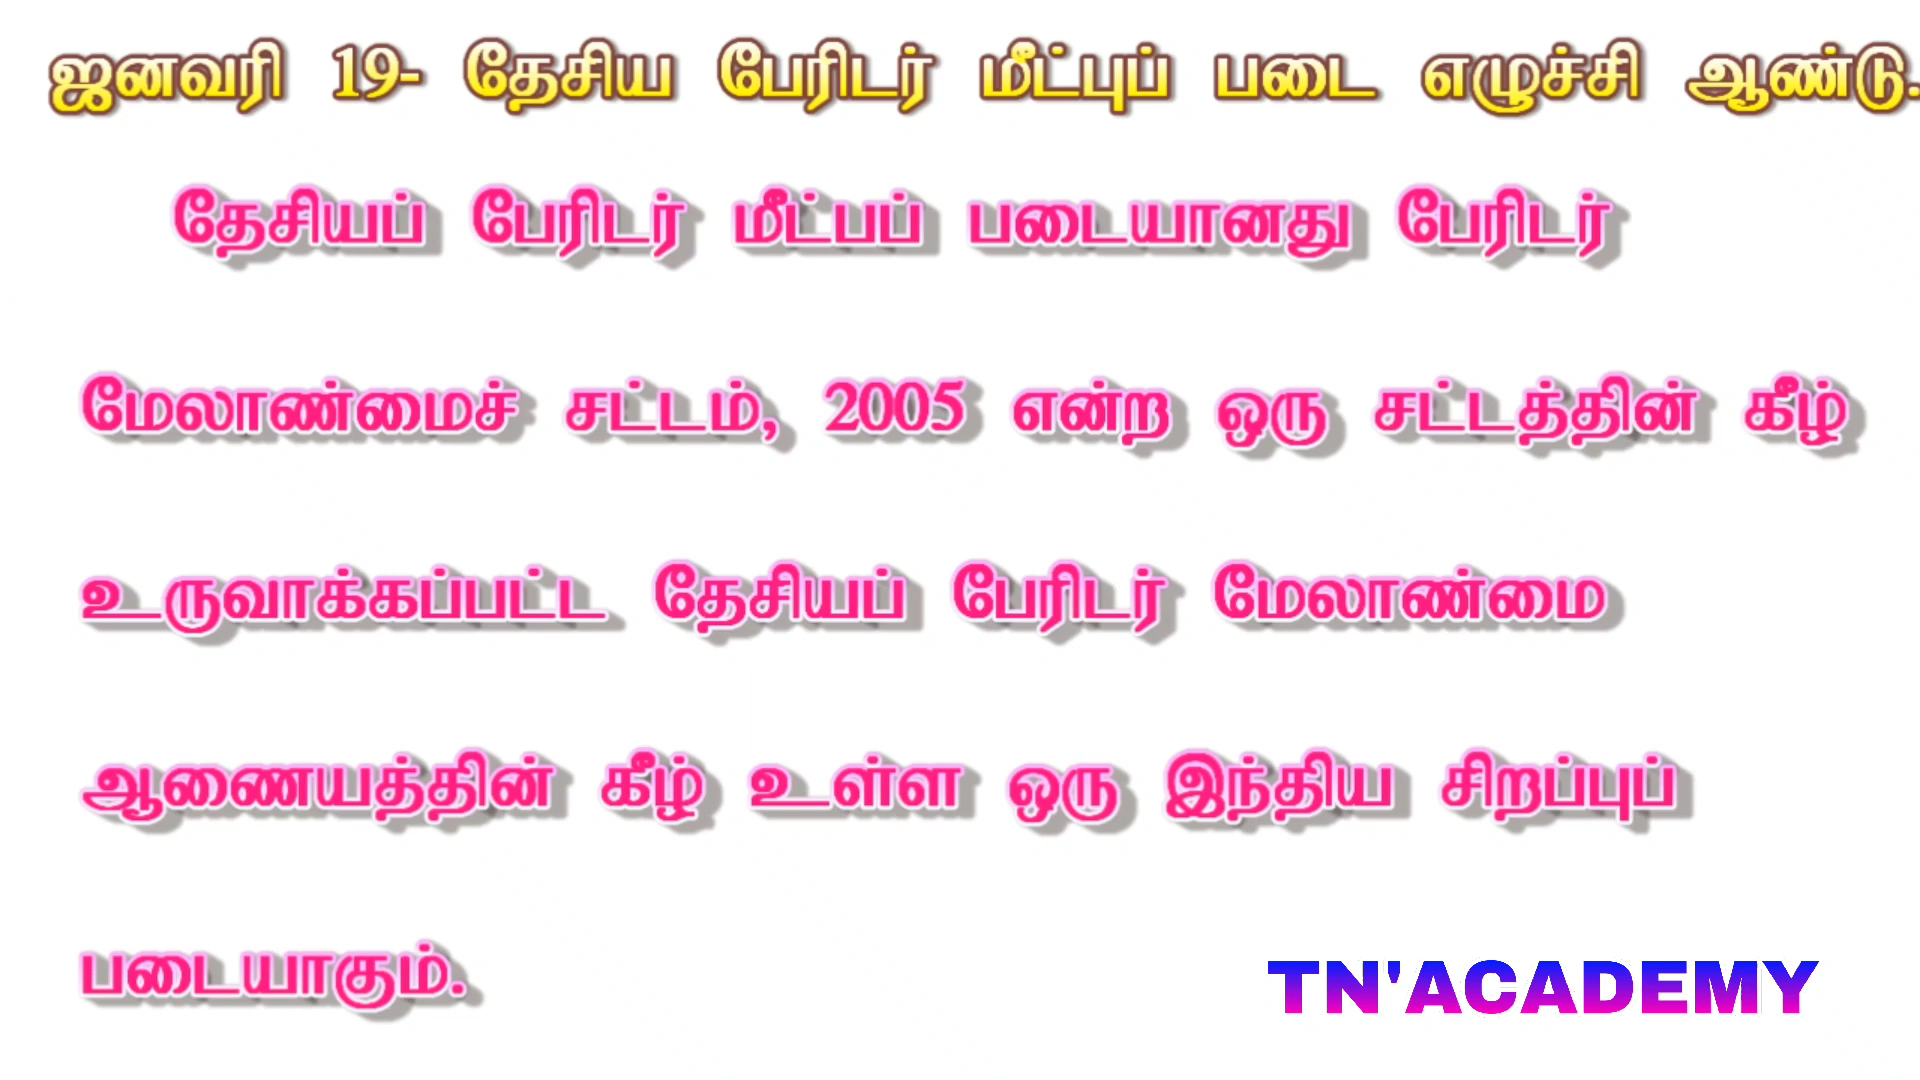 ஜனவரி 19- தேசிய பேரிடர் மீட்புப் படை எழுச்சி ஆண்டு.
தேசியப் பேரிடர் மீட்பப் படையானது பேரிடர்
மேலாண்மைச் சட்டம், 2005 என்ற ஒரு சட்டத்தின் கீழ்
உருவாக்கப்பட்ட தேசியப் பேரிடர் மேலாண்மை
ஆணையத்தின் கீழ் உள்ள ஒரு இந்திய சிறப்புப்
படையாகும்.
TN'ACADEMY